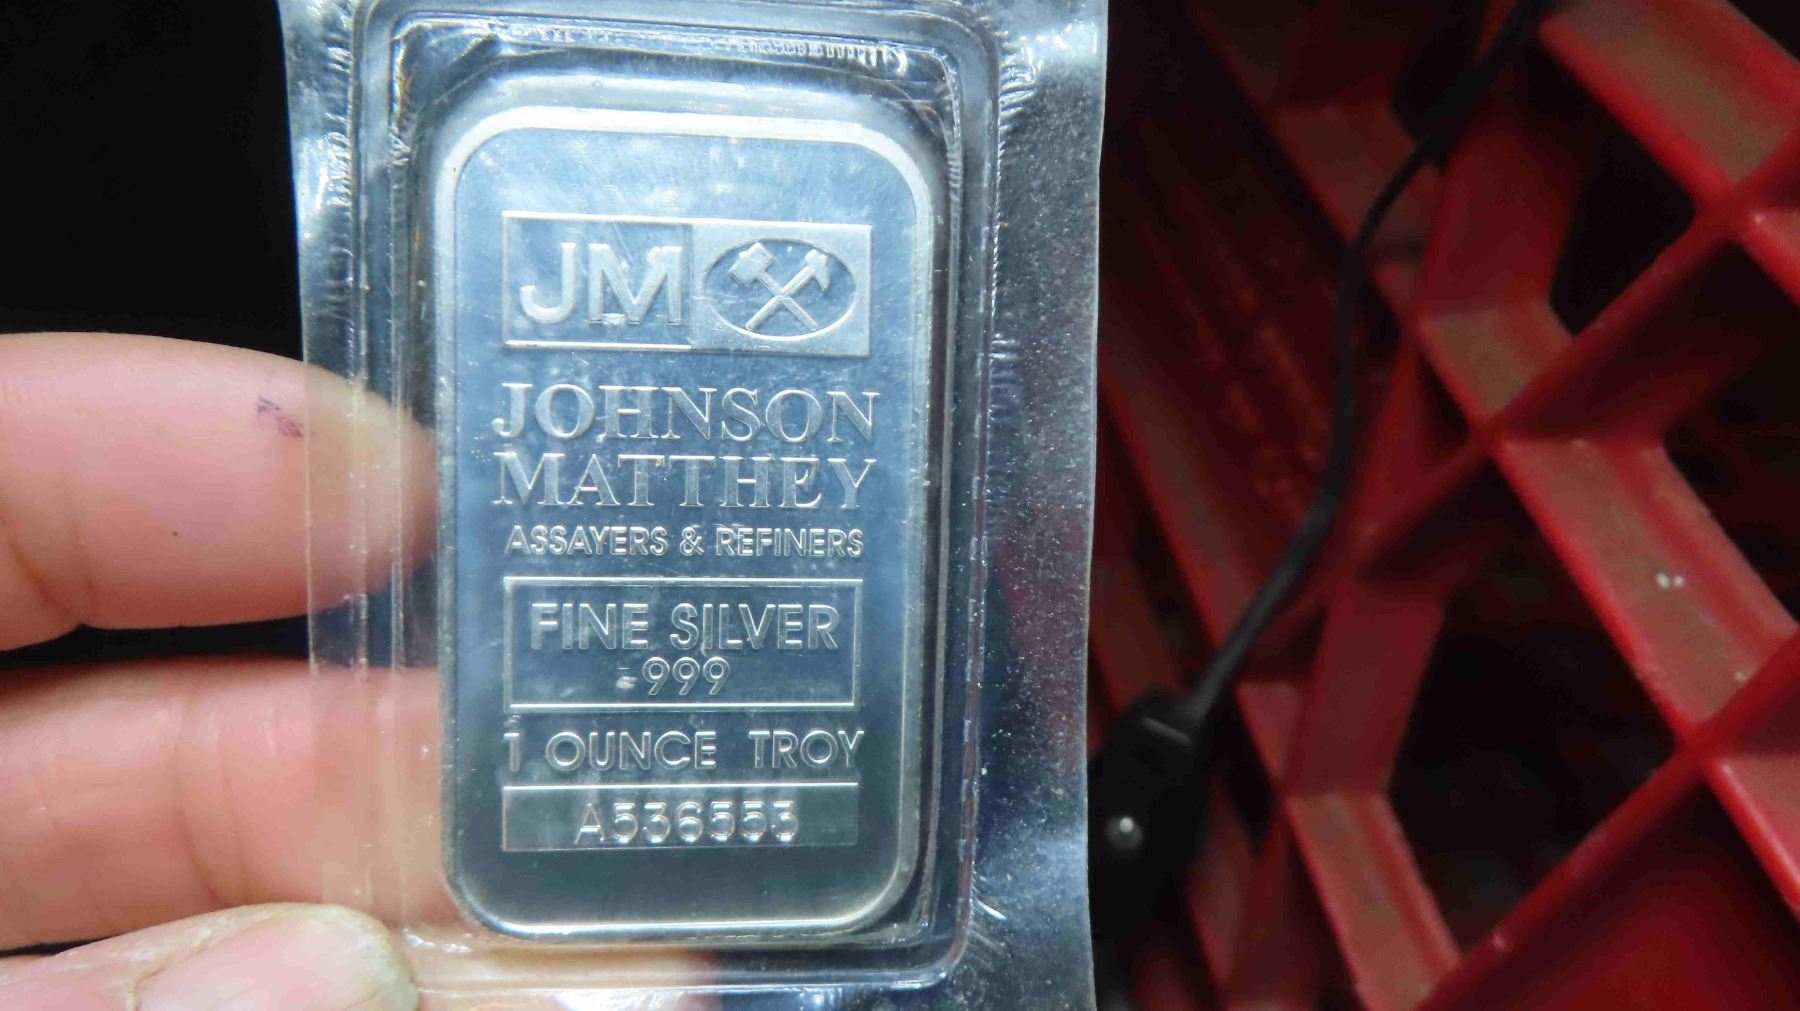 JM
JOHNSON
MATTHEY
ASSAYERS & REFINERS
FINE SILVER
999
1 OUNCE TROY
A536553